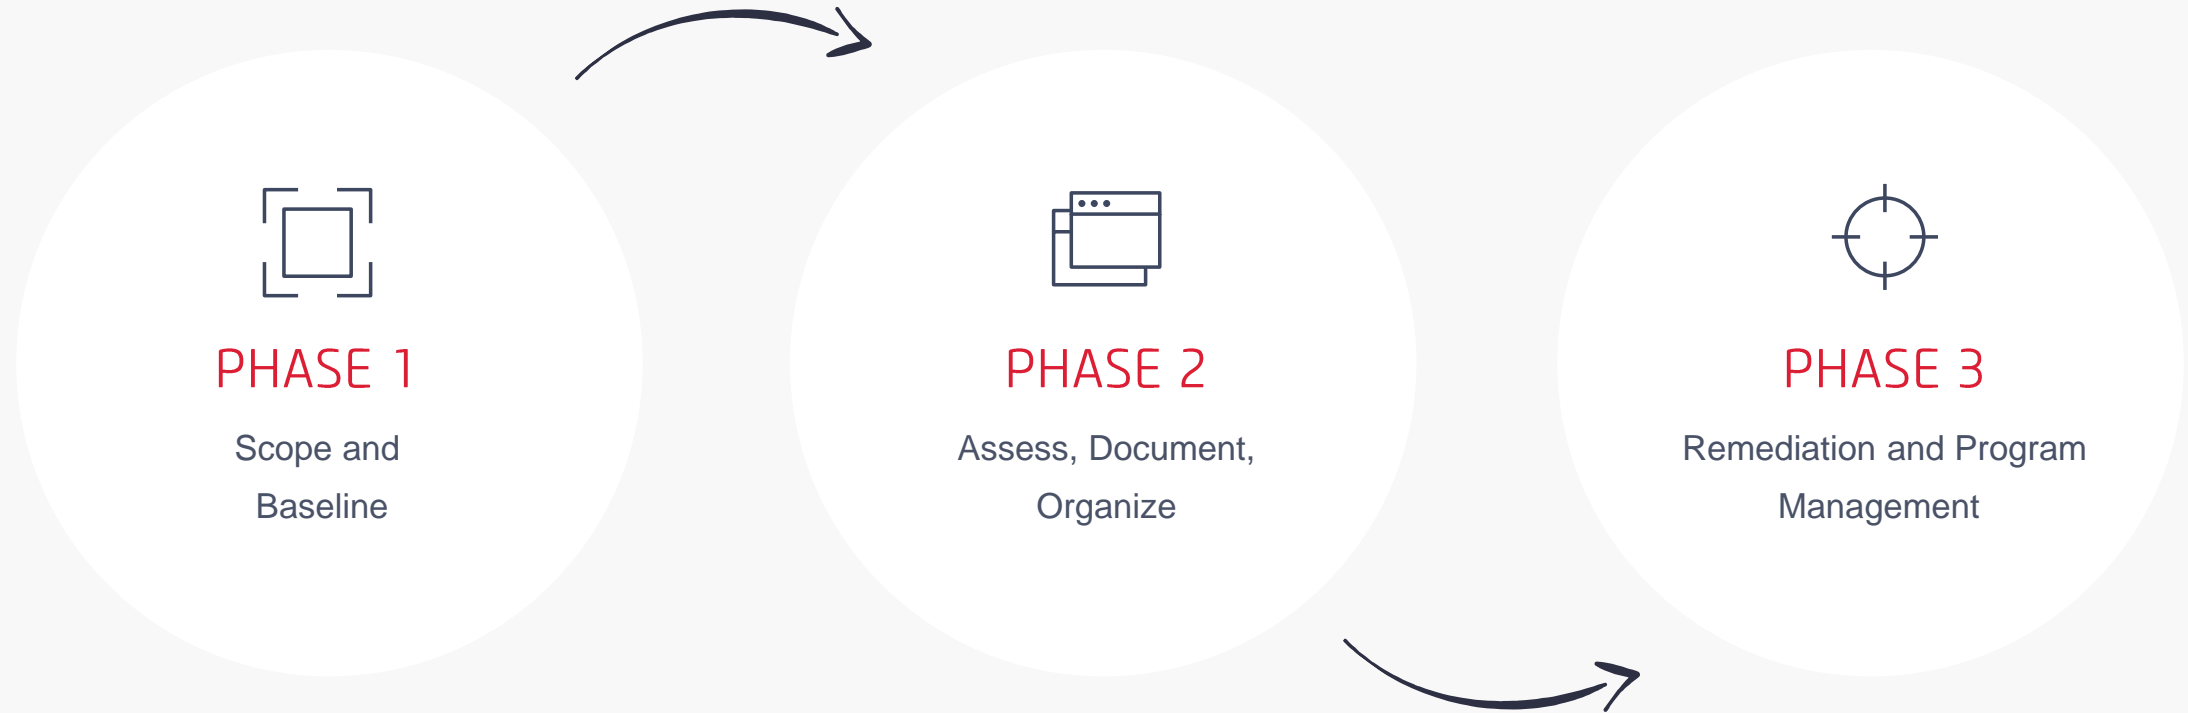 PHASE 1
Scope and
Baseline
PHASE 2
Assess, Document,
Organize
PHASE 3
Remediation and Program
Management